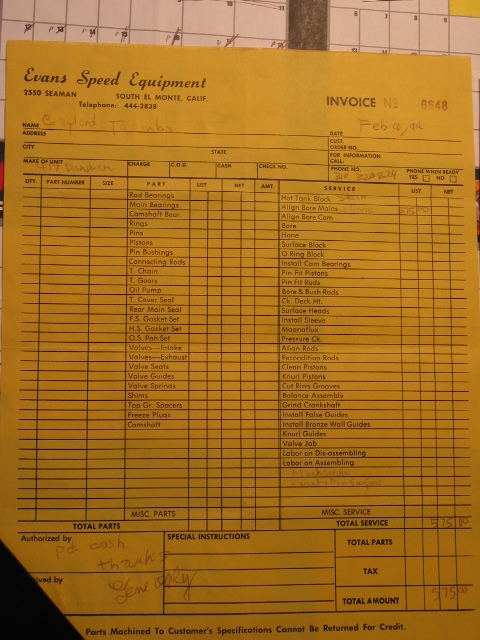 Evans Speed Equipment
2550 SEAMAN SOUTH EL MONTE, CALIF.
Telephone: 444-2838
INVOICE No 6848
NAME
ADDRESS
DATE Feb
CITY STATE
CUST. ORDER NO.
FOR INFORMATION CALL.
MAKE OF UNIT CHARGE C.O.D. CASH CHECK NO.
PHONE NO. PHONE WHEN READY
YES NO
QTY. PART NUMBER SIZE PART LIST NET AMT. SERVICE LIST NET
Rod Bearings Hot Tank Block
Main Bearings Align Bore Mains 575 00
Camshaft Bear. Align Bore Cam
Rings Bore
Pins Hone
Pistons Surface Block
Pin Bushings O Ring Block
Connecting Rods Install Cam Bearings
T. Chain Pin Fit Pistons
T. Gears Pin Fit Rods
Oil Pump Bore & Bush Rods
T. Cover Seal Ck. Deck Ht.
Rear Main Seal Surface Heads
F.S. Gasket Set Install Sleeve
H.S. Gasket Set Magnaflux
O.S. Pan Set Pressure Ck.
Valves—Intake Align Rods
Valves—Exhaust Recondition Rods
Valve Seats Clean Pistons
Valve Guides Knurl Pistons
Valve Springs Cut Ring Grooves
Shims Balance Assembly
Top Gr. Spacers Grind Crankshaft
Freeze Plugs Install False Guides
Camshaft Install Bronze Wall Guides
Knurl Guides
Valve Job
Labor on Dis-assembling
Labor on Assembling
MISC. PARTS MISC. SERVICE
TOTAL PARTS TOTAL SERVICE 575 00
Authorized by SPECIAL INSTRUCTIONS TOTAL PARTS
pd cash
thanks
TAX
ived by Gene
TOTAL AMOUNT 575 00
Parts Machined To Customer's Specifications Cannot Be Returned For Credit.